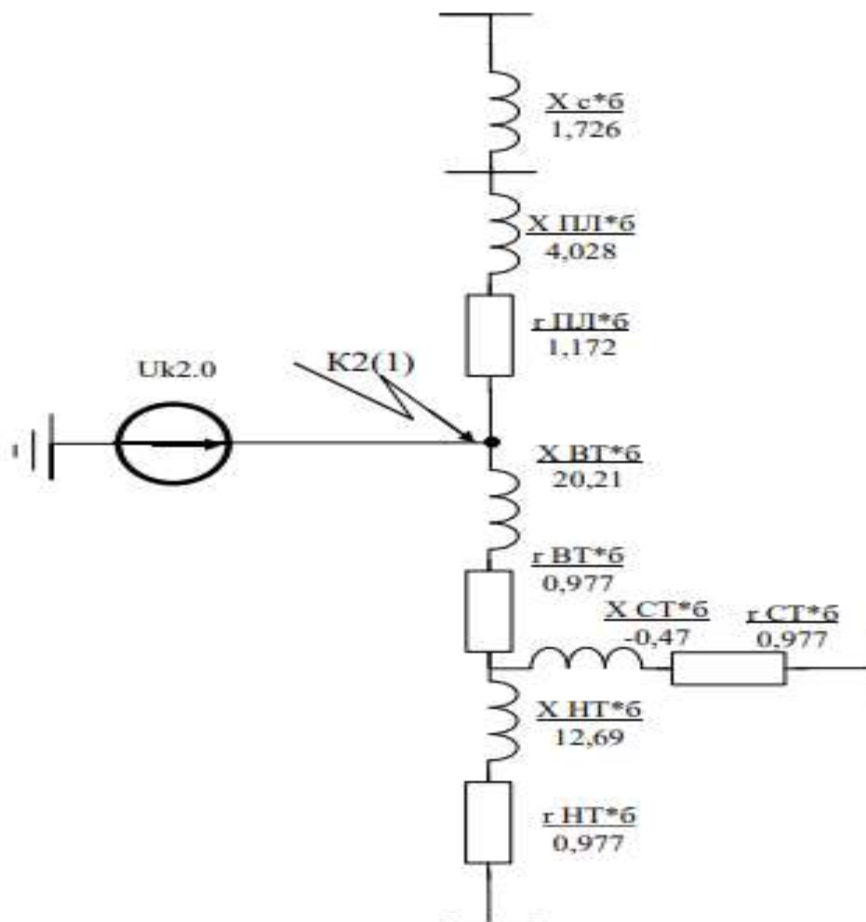 X c*б
1,726
X ПЛ*б
4,028
r ПЛ*б
1,172
Uk2.0
K2(1)
X ВТ*б
20,21
r ВТ*б
0,977
X СТ*б
-0,47
r СТ*б
0,977
X НТ*б
12,69
r НТ*б
0,977